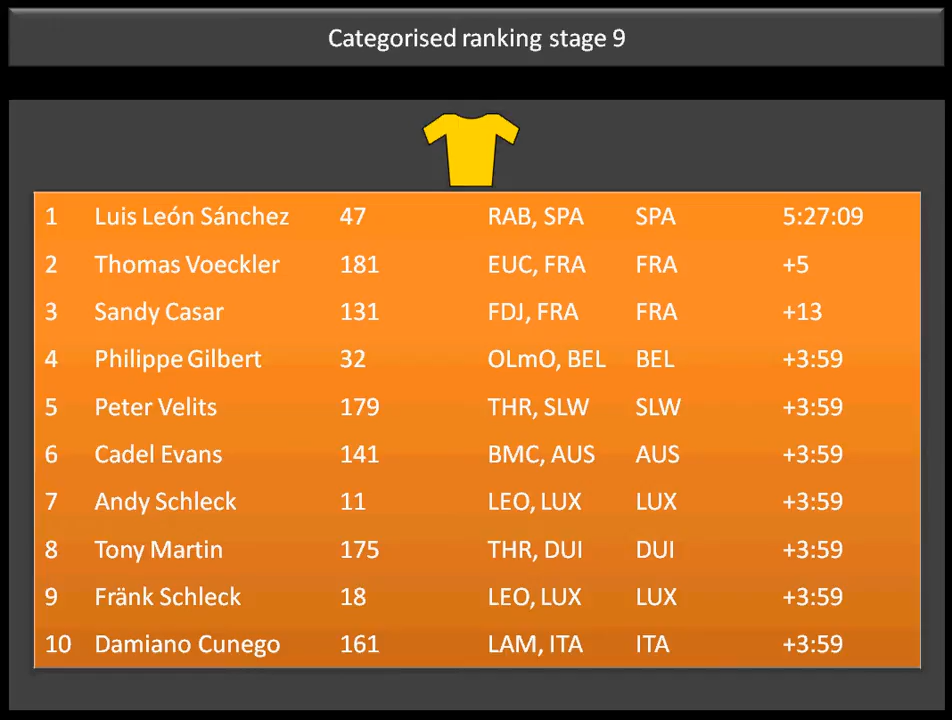 Categorised ranking stage 9
1 Luis León Sánchez 47 RAB, SPA SPA 5:27:09
2 Thomas Voeckler 181 EUC, FRA FRA +5
3 Sandy Casar 131 FDJ, FRA FRA +13
4 Philippe Gilbert 32 OLmO, BEL BEL +3:59
5 Peter Velits 179 THR, SLW SLW +3:59
6 Cadel Evans 141 BMC, AUS AUS +3:59
7 Andy Schleck 11 LEO, LUX LUX +3:59
8 Tony Martin 175 THR, DUI DUI +3:59
9 Fränk Schleck 18 LEO, LUX LUX +3:59
10 Damiano Cunego 161 LAM, ITA ITA +3:59